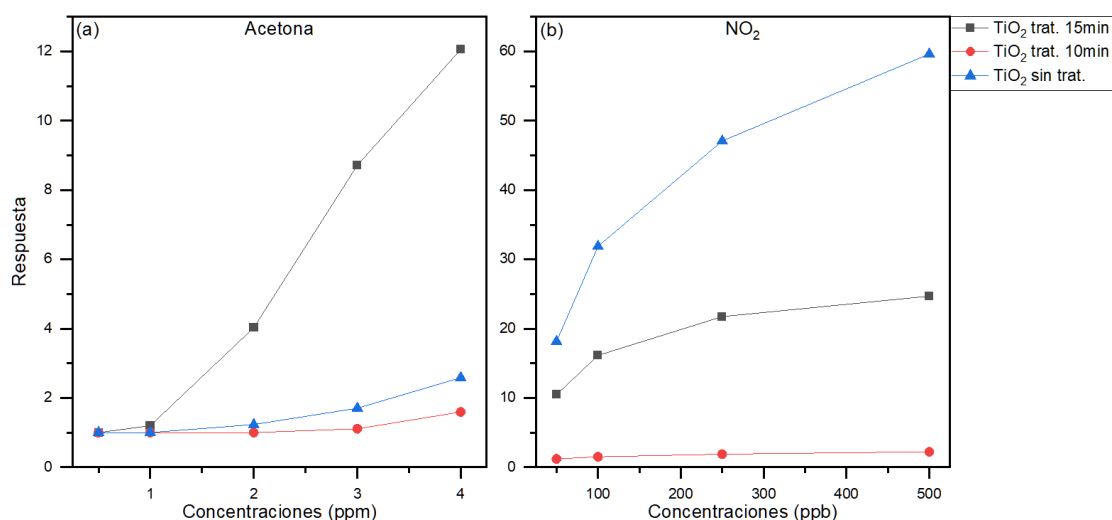 (a)
Acetona
12
10
8
6
4
2
0
Respuesta
1
2
3
4
Concentraciones (ppm)
(b)
NO₂
60
50
40
30
20
10
0
100
200
300
400
500
Concentraciones (ppb)
TiO₂ trat. 15min
TiO₂ trat. 10min
TiO₂ sin trat.